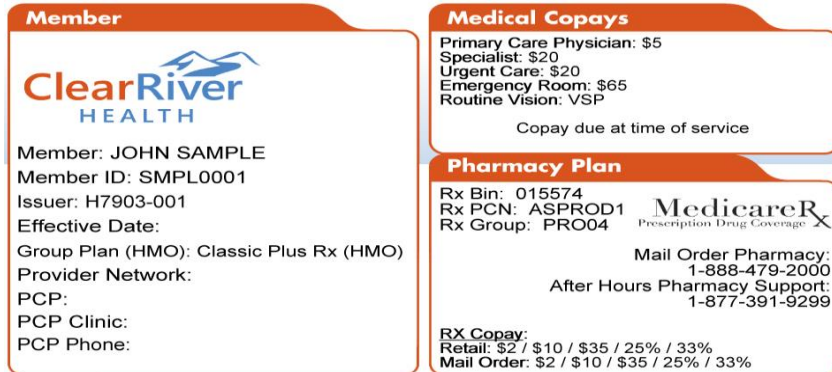 Member
ClearRiver
HEALTH
Member: JOHN SAMPLE
Member ID: SMPL0001
Issuer: H7903-001
Effective Date:
Group Plan (HMO): Classic Plus Rx (HMO)
Provider Network:
PCP:
PCP Clinic:
PCP Phone:
Medical Copays
Primary Care Physician: $5
Specialist: $20
Urgent Care: $20
Emergency Room: $65
Routine Vision: VSP
Copay due at time of service
Pharmacy Plan
Rx Bin: 015574
Rx PCN: ASPROD1
Rx Group: PRO04
MedicareRx
Prescription Drug Coverage
Mail Order Pharmacy:
1-888-479-2000
After Hours Pharmacy Support:
1-877-391-9299
RX Copay:
Retail: $2 / $10 / $35 / 25% / 33%
Mail Order: $2 / $10 / $35 / 25% / 33%